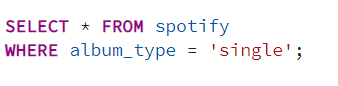 SELECT * FROM spotify
WHERE album_type = 'single';